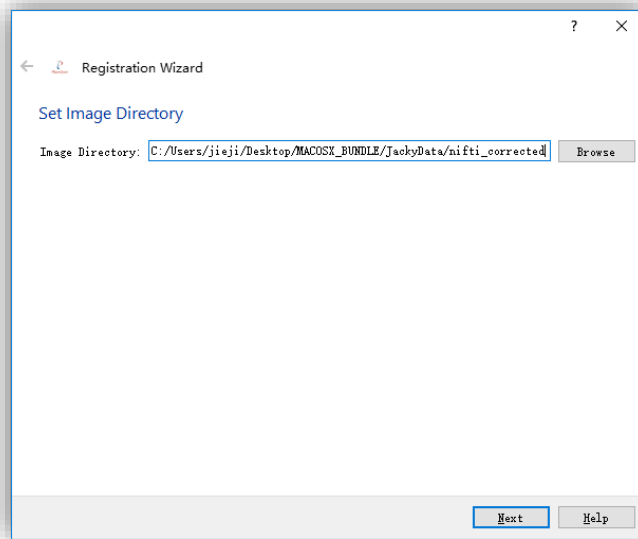 ?
Registration Wizard
Set Image Directory
Image Directory: C:/Users/jieji/Desktop/MACOSX_BUNDLE/JackyData/nifti_corrected Browse
Next Help